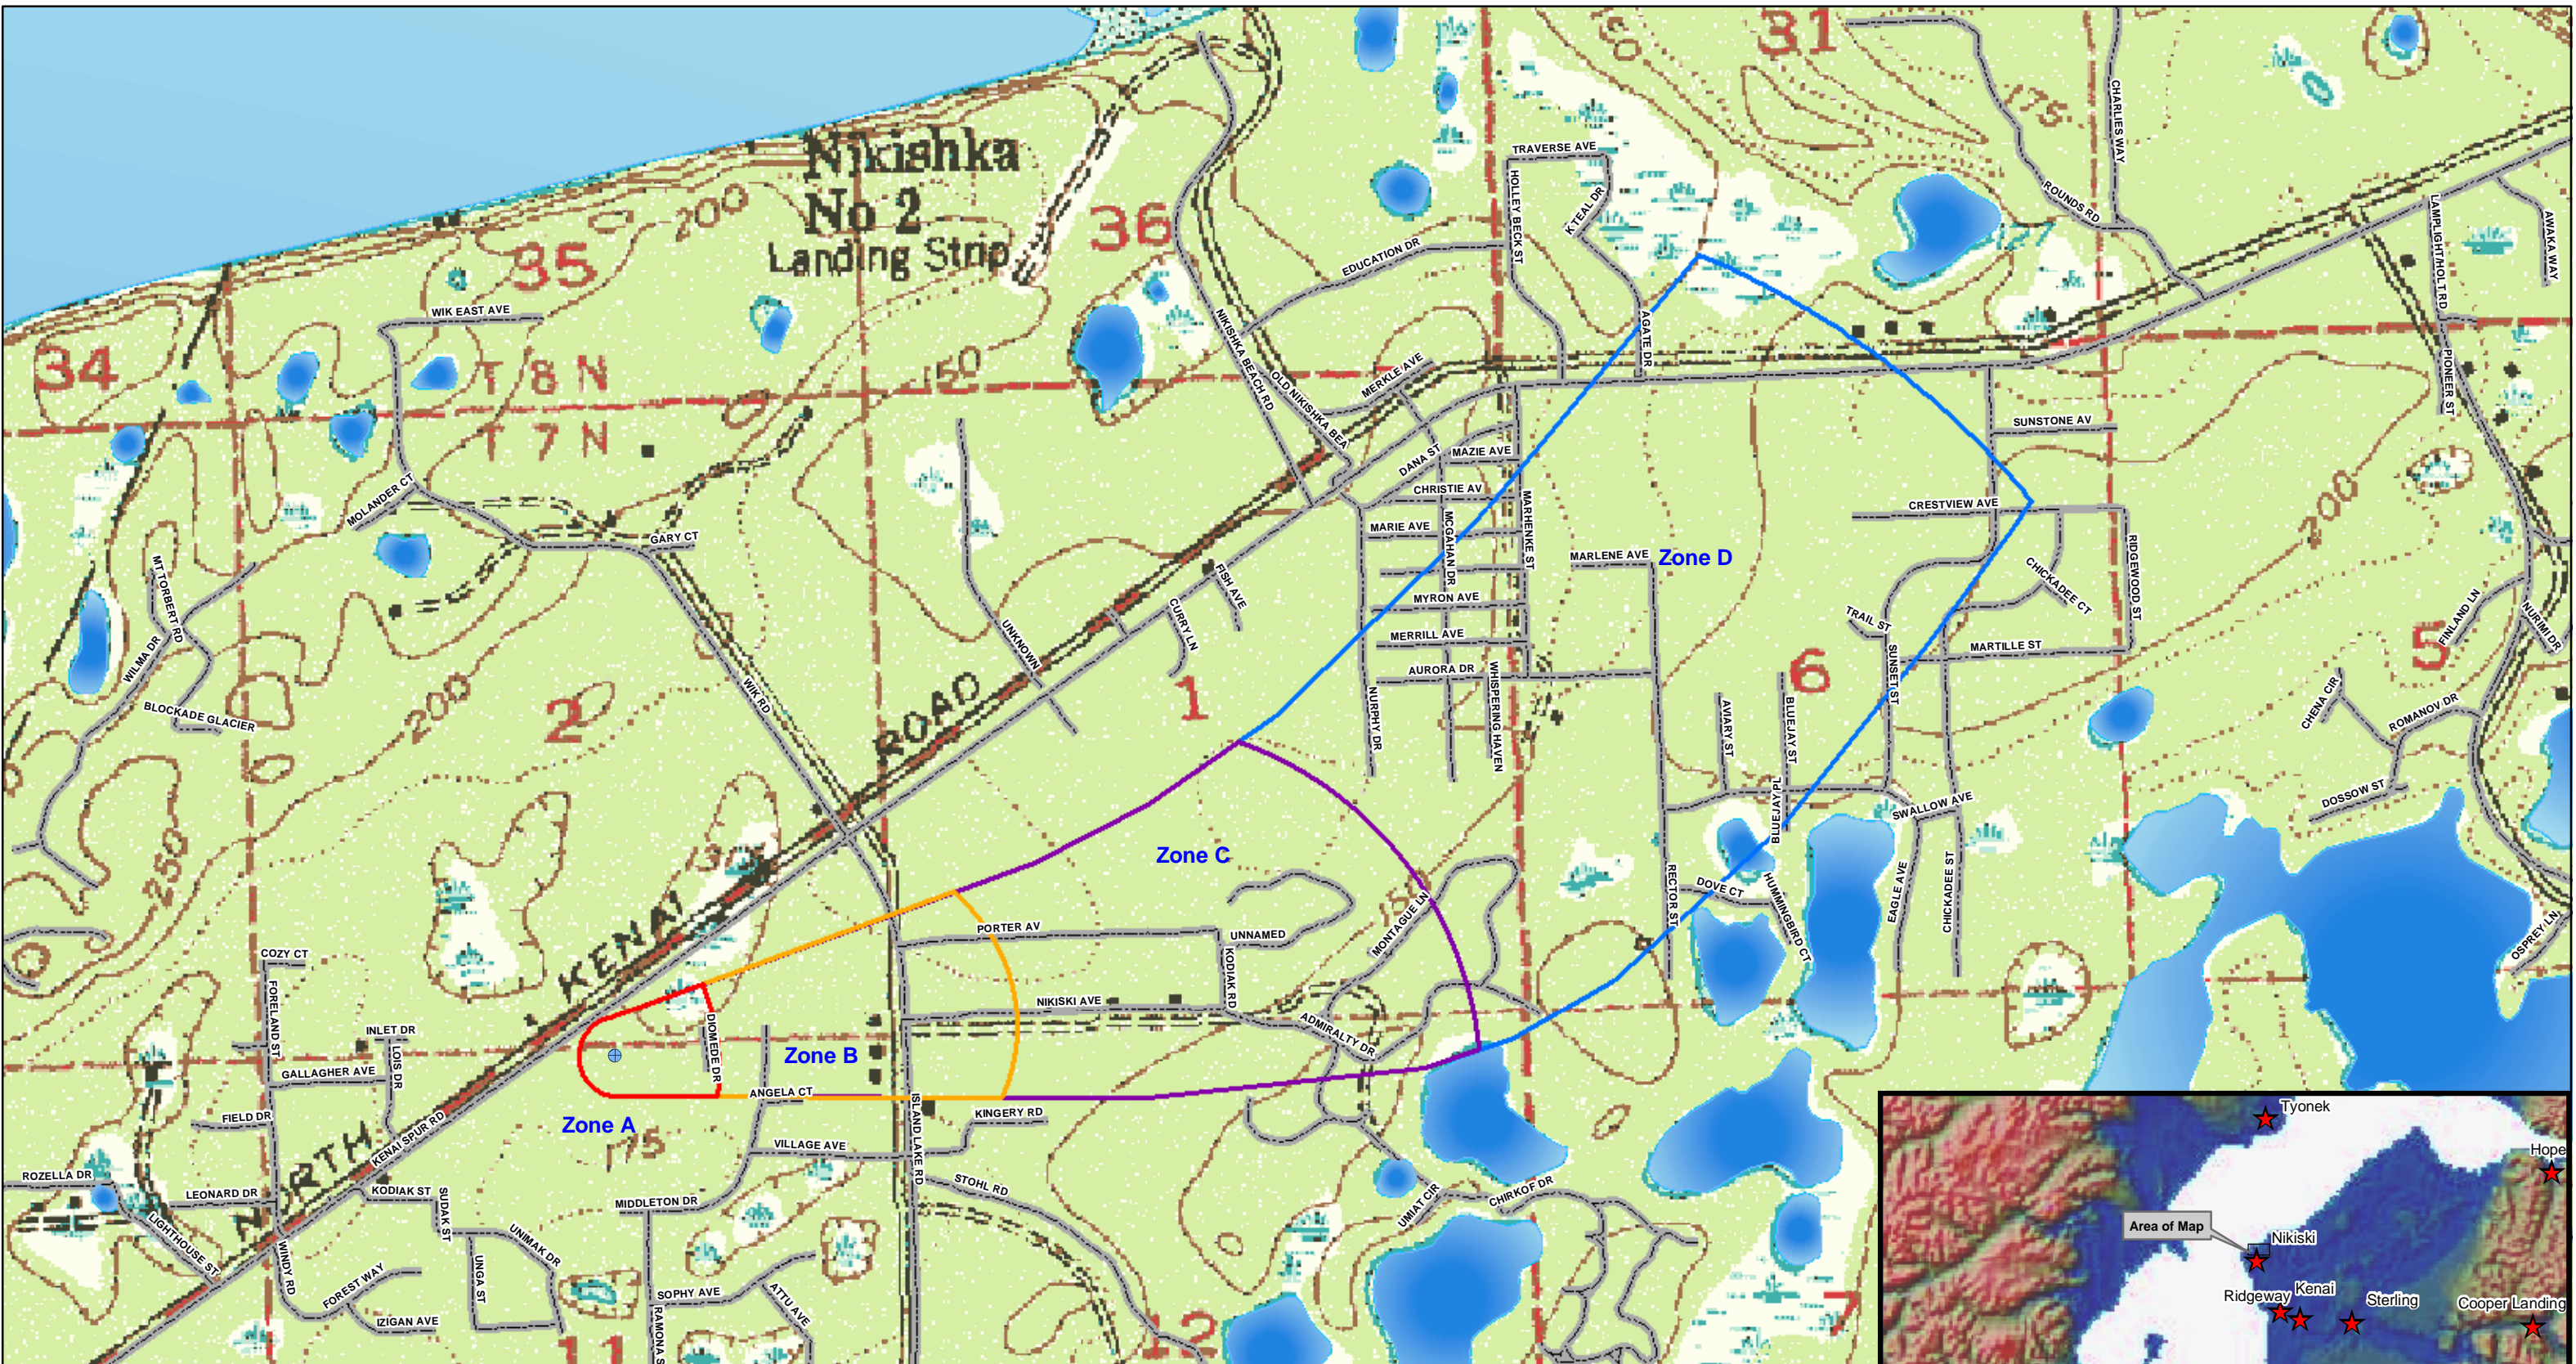 31
50
175
CHARLIES WAY
ROUNDS RD
TRAVERSE AVE
HOLLEY BECK ST
K-TEAL DR
EDUCATION DR
AGATE DR
LAMPLIGHT/HOLT RD
AWAKA WAY
PIONEER ST
Nikishka
No 2
Landing Strip
36
35
200
WIK EAST AVE
34
T 8 N
T 7 N
150
NIKISHKA BEACH RD
OLD NIKISHKA BEA
MERKLE AVE
DANA ST
MAZIE AVE
CHRISTIE AV
MARIE AVE
MCGAHAN DR
MARHENKE ST
MYRON AVE
MERRILL AVE
AURORA DR
WHISPERING HAVEN
NURPHY DR
MARLENE AVE
Zone D
SUNSTONE AV
CRESTVIEW AVE
CHICKADEE CT
RIDGEWOOD ST
TRAIL ST
SUNSET ST
MARTILLE ST
200
FINLAND LN
NURIMI DR
5
6
CHENA CIR
ROMANOV DR
DOSSOW ST
MOLANDER CT
GARY CT
MT TORBERT RD
WILMA DR
BLOCKADE GLACIER
200
2
WIK RD
UNKNOWN
CURRY LN
FISH AVE
1
AVIARY ST
BLUEJAY ST
BLUEJAY PL
SWALLOW AVE
EAGLE AVE
CHICKADEE ST
RECTOR ST
DOVE CT
HUMMINGBIRD CT
OSPREY LN
250
NORTH KENAI ROAD
Zone C
150
MONTAGUE LN
PORTER AV
UNNAMED
KODIAK RD
NIKISKI AVE
ADMIRALTY DR
COZY CT
FORELAND ST
INLET DR
LOIS DR
GALLAGHER AVE
FIELD DR
DIOMEDE DR
Zone B
ANGELA CT
Zone A
175
KINGERY RD
ISLAND LAKE RD
VILLAGE AVE
STOHL RD
KENAI SPUR RD
ROZELLA DR
LEONARD DR
LIGHTHOUSE ST
KODIAK ST
SUDAK ST
MIDDLETON DR
UNIMAK DR
UNGA ST
WINDY RD
FOREST WAY
IZIGAN AVE
SOPHY AVE
ATTU AVE
RAMONA S
UMIAT CIR
CHIRKOF DR
11
12
7
Tyonek
Hope
Area of Map
Nikiski
Ridgeway
Kenai
Sterling
Cooper Landing